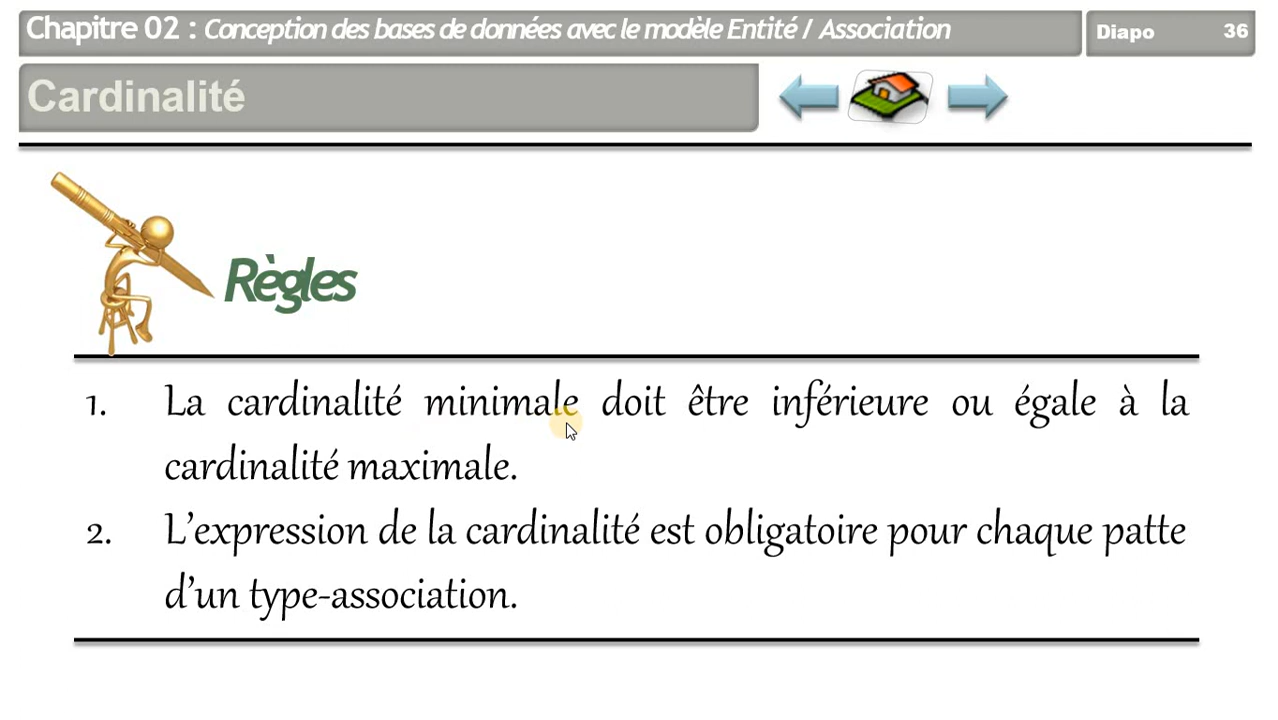 Chapitre 02 : Conception des bases de données avec le modèle Entité / Association
Diapo 36
Cardinalité
Règles
1. La cardinalité minimale doit être inférieure ou égale à la
cardinalité maximale.
2. L’expression de la cardinalité est obligatoire pour chaque patte
d’un type-association.